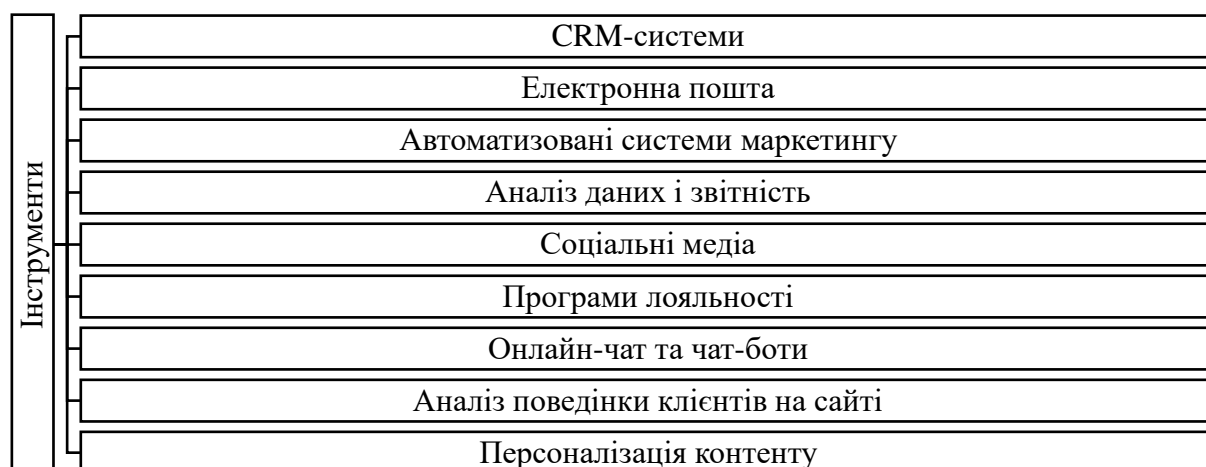 Інструменти
CRM-системи
Електронна пошта
Автоматизовані системи маркетингу
Аналіз даних і звітність
Соціальні медіа
Програми лояльності
Онлайн-чат та чат-боти
Аналіз поведінки клієнтів на сайті
Персоналізація контенту